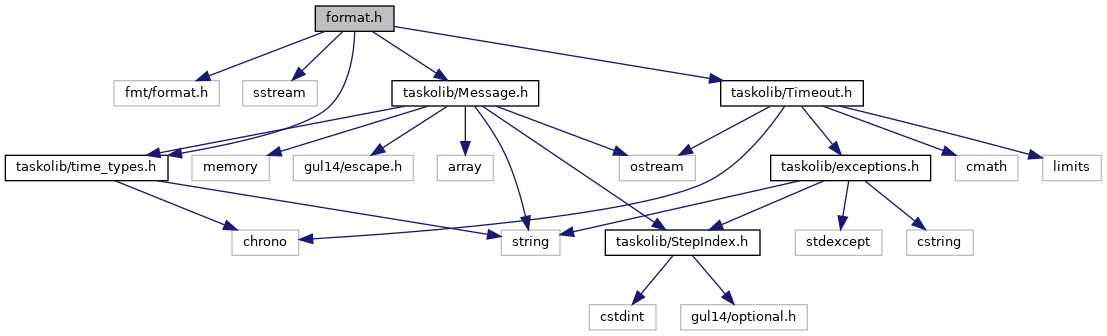 format.h
fmt/format.h
sstream
taskolib/Message.h
taskolib/Timeout.h
taskolib/time_types.h
memory
gul14/escape.h
array
ostream
taskolib/exceptions.h
cmath
limits
chrono
string
taskolib/StepIndex.h
stdexcept
cstring
cstdint
gul14/optional.h